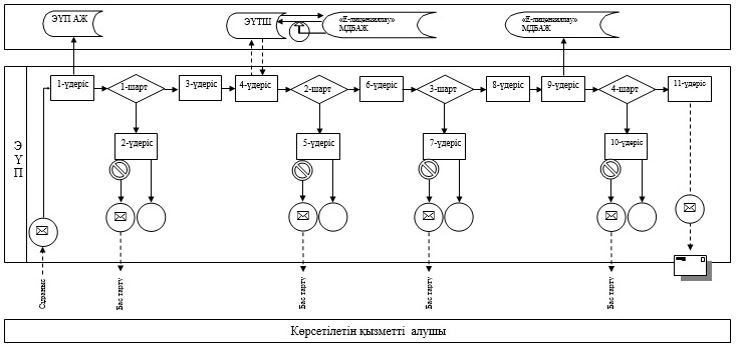 ЭҮП АЖ
ЭҮТШ
«Е-лицензиялау»
МДБАЖ
«Е-лицензиялау»
МДБАЖ
1-үдеріс
1-шарт
3-үдеріс
4-үдеріс
2-шарт
6-үдеріс
3-шарт
8-үдеріс
9-үдеріс
4-шарт
11-үдеріс
Э
Ү
П
2-үдеріс
5-үдеріс
7-үдеріс
10-үдеріс
Сұраныс
Бас тарту
Бас тарту
Бас тарту
Бас тарту
Көрсетілетін қызметті алушы